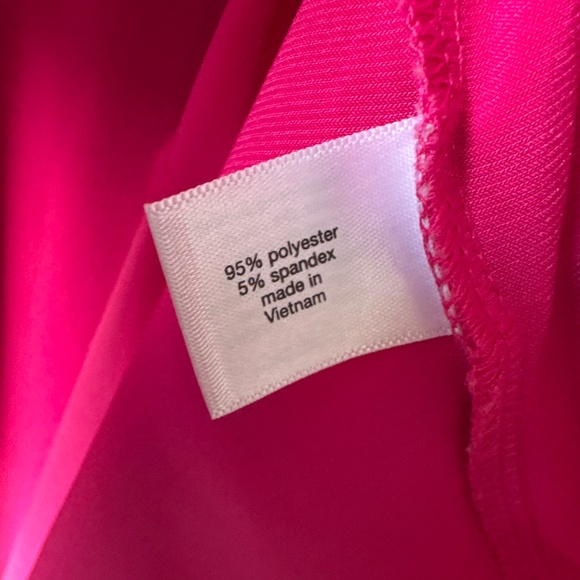 95% polyester
5% spandex
made in
Vietnam